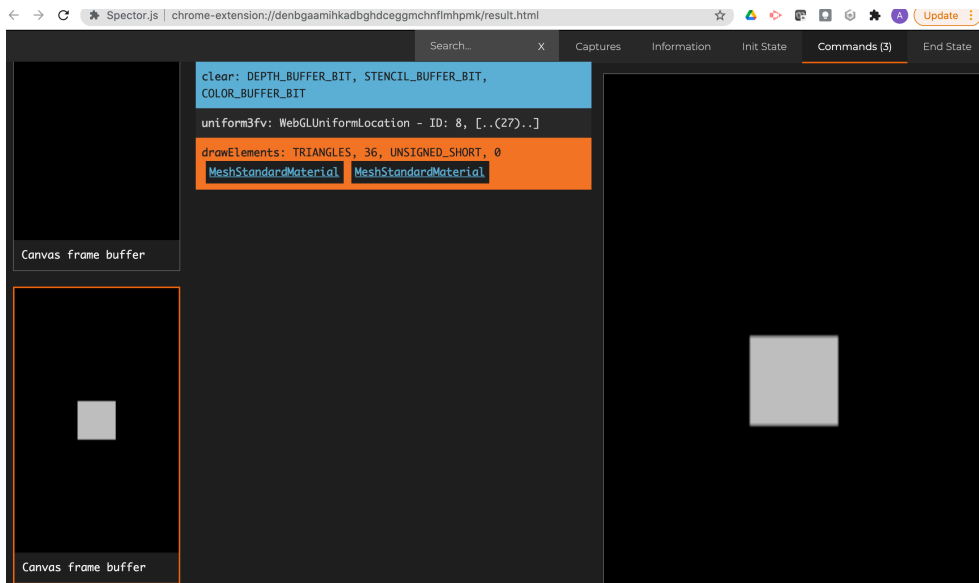 Spector.js | chrome-extension://denbgaamihkadbghdceggmchnflmhpmk/result.html
A
Update
Search...
X
Captures
Information
Init State
Commands (3)
End State
clear: DEPTH_BUFFER_BIT, STENCIL_BUFFER_BIT,
COLOR_BUFFER_BIT
uniform3fv: WebGLUniformLocation - ID: 8, [..(27)..]
drawElements: TRIANGLES, 36, UNSIGNED_SHORT, 0
MeshStandardMaterial MeshStandardMaterial
Canvas frame buffer
Canvas frame buffer